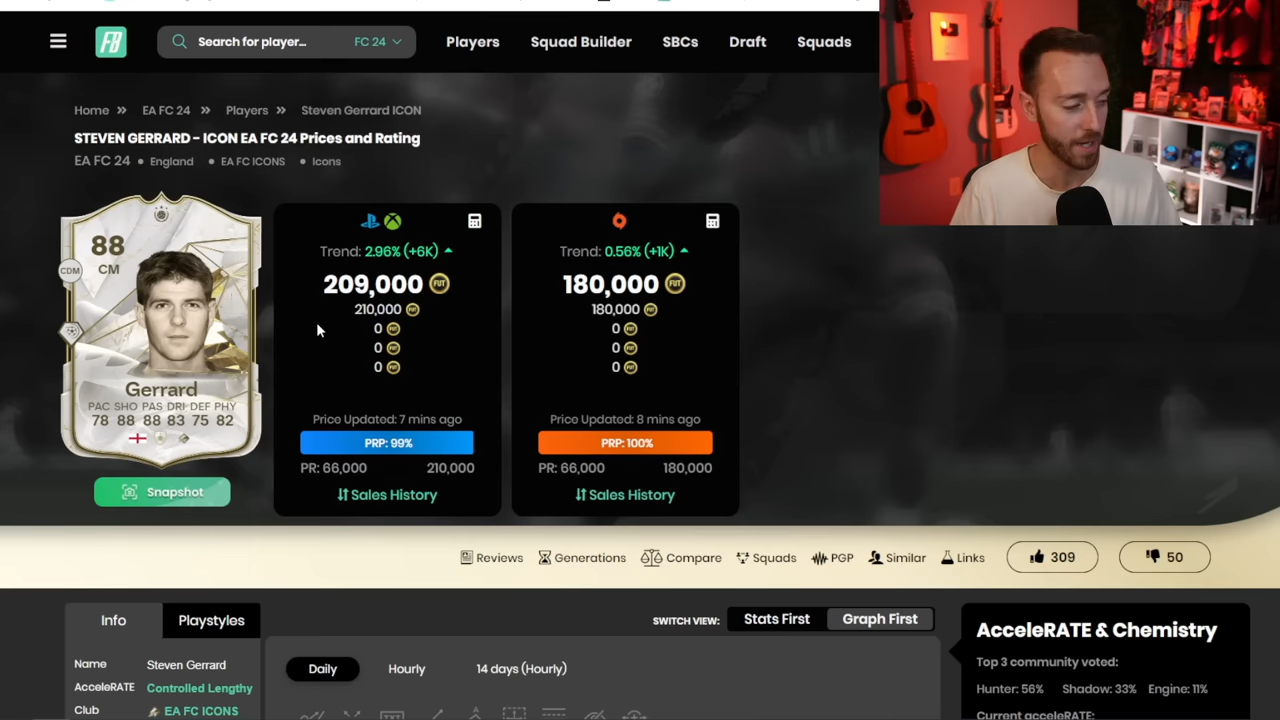 FB
Search for player...
FC 24
Players
Squad Builder
SBCs
Draft
Squads
Home » EA FC 24 » Players » Steven Gerrard ICON
STEVEN GERRARD - ICON EA FC 24 Prices and Rating
EA FC 24 • England • EA FC ICONS • Icons
88
CM
CDM
Gerrard
PAC SHO PAS DRI DEF PHY
78 88 88 83 75 82
Snapshot
Trend: 2.96% (+6K)
209,000 FUT
210,000
0
0
0
Price Updated: 7 mins ago
PRP: 99%
PR: 66,000 210,000
Sales History
Trend: 0.56% (+1K)
180,000 FUT
180,000
0
0
0
Price Updated: 8 mins ago
PRP: 100%
PR: 66,000 180,000
Sales History
Reviews
Generations
Compare
Squads
PGP
Similar
Links
309
50
Info
Playstyles
Name Steven Gerrard
AcceleRATE Controlled Lengthy
Club EA FC ICONS
SWITCH VIEW:
Stats First
Graph First
Daily
Hourly
14 days (Hourly)
TXT
AcceleRATE & Chemistry
Top 3 community voted:
Hunter: 56% Shadow: 33% Engine: 11%
Current acceleRATE: